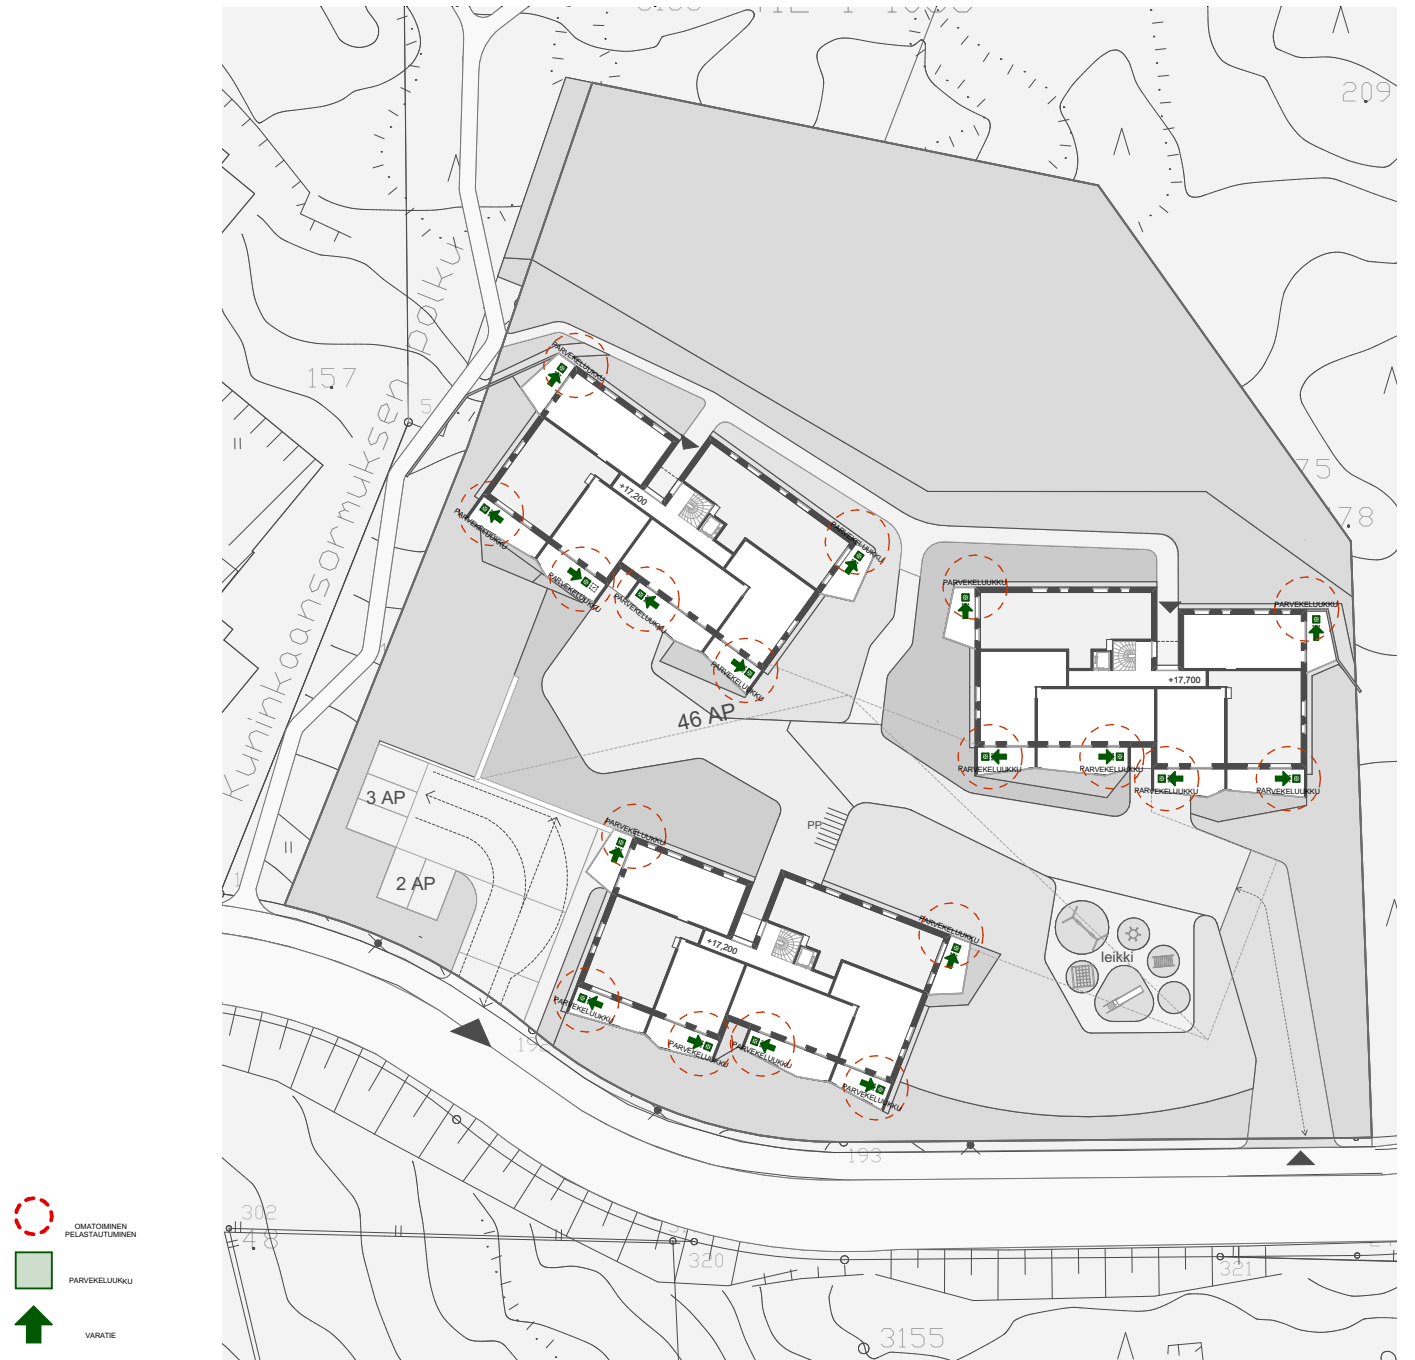 209
Kuninkaansormuksen polku
157
5
75
78
PARVEKELUUKKU
PARVEKELUUKKU
PARVEKELUUKKU
PARVEKELUUKKU
PARVEKELUUKKU
PARVEKELUUKKU
+17,200
46 AP
PARVEKELUUKKU
PARVEKELUUKKU
+17,700
PARVEKELUUKKU
PARVEKELUUKKU
PARVEKELUUKKU
PARVEKELUUKKU
3 AP
2 AP
PP
PARVEKELUUKKU
PARVEKELUUKKU
+17,200
leikki
PARVEKELUUKKU
PARVEKELUUKKU
PARVEKELUUKKU
PARVEKELUUKKU
1
193
302
48
320
321
3155
OMATOIMINEN
PELASTAUTUMINEN
PARVEKELUUKKU
VARATIE